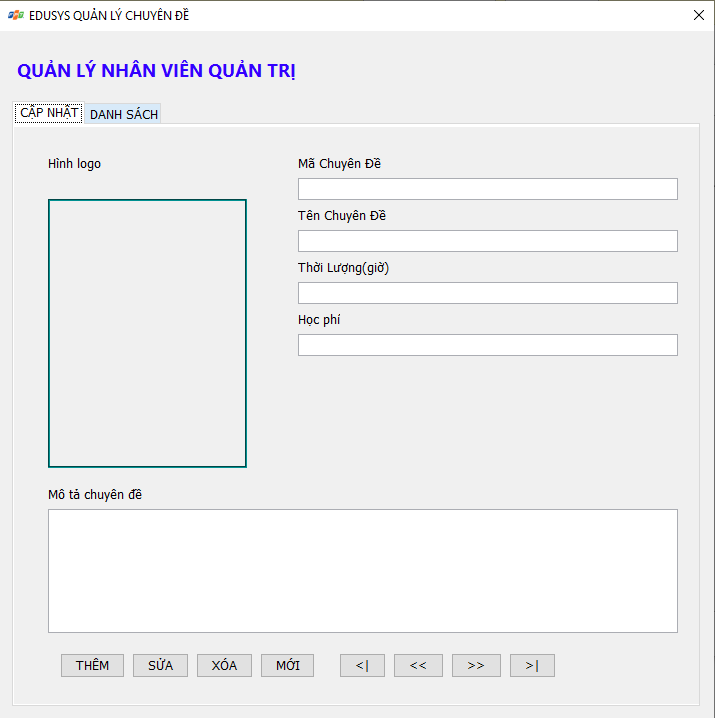 EDUSYS QUẢN LÝ CHUYÊN ĐỀ
QUẢN LÝ NHÂN VIÊN QUẢN TRỊ
CẬP NHẬT DANH SÁCH
Hình logo
Mã Chuyên Đề
Tên Chuyên Đề
Thời Lượng(giờ)
Học phí
Mô tả chuyên đề
THÊM SỬA XÓA MỚI <| << >> >|